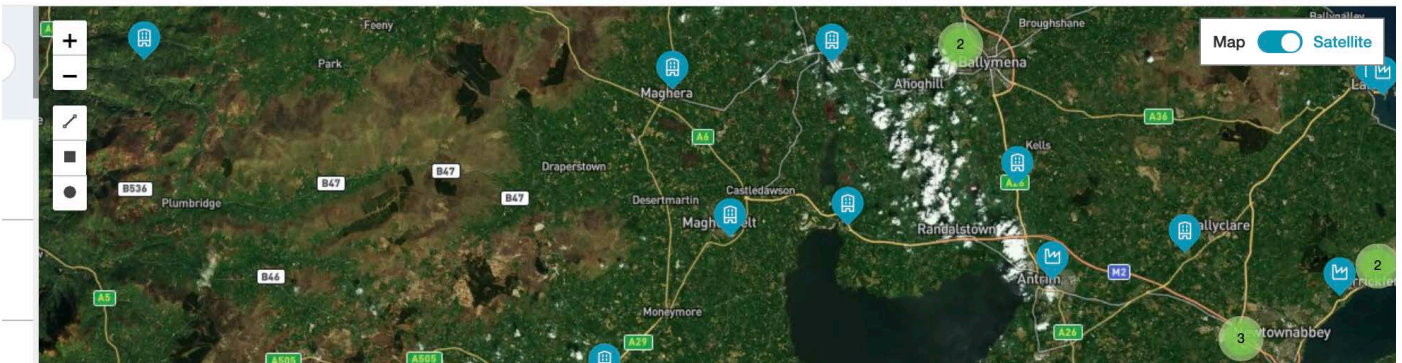 Feeny
Broughshane
Ballygalley
+
2
Map
Satellite
A
Park
Ballymena
−
Ahoghill
Maghera
A36
A6
Kells
Draperstown
B47
B47
A26
B536
Castledawson
B47
Desertmartin
Plumbridge
Randalstown
2
M2
B46
Antrim
A5
Moneymore
A26
3
A29
A505
A505